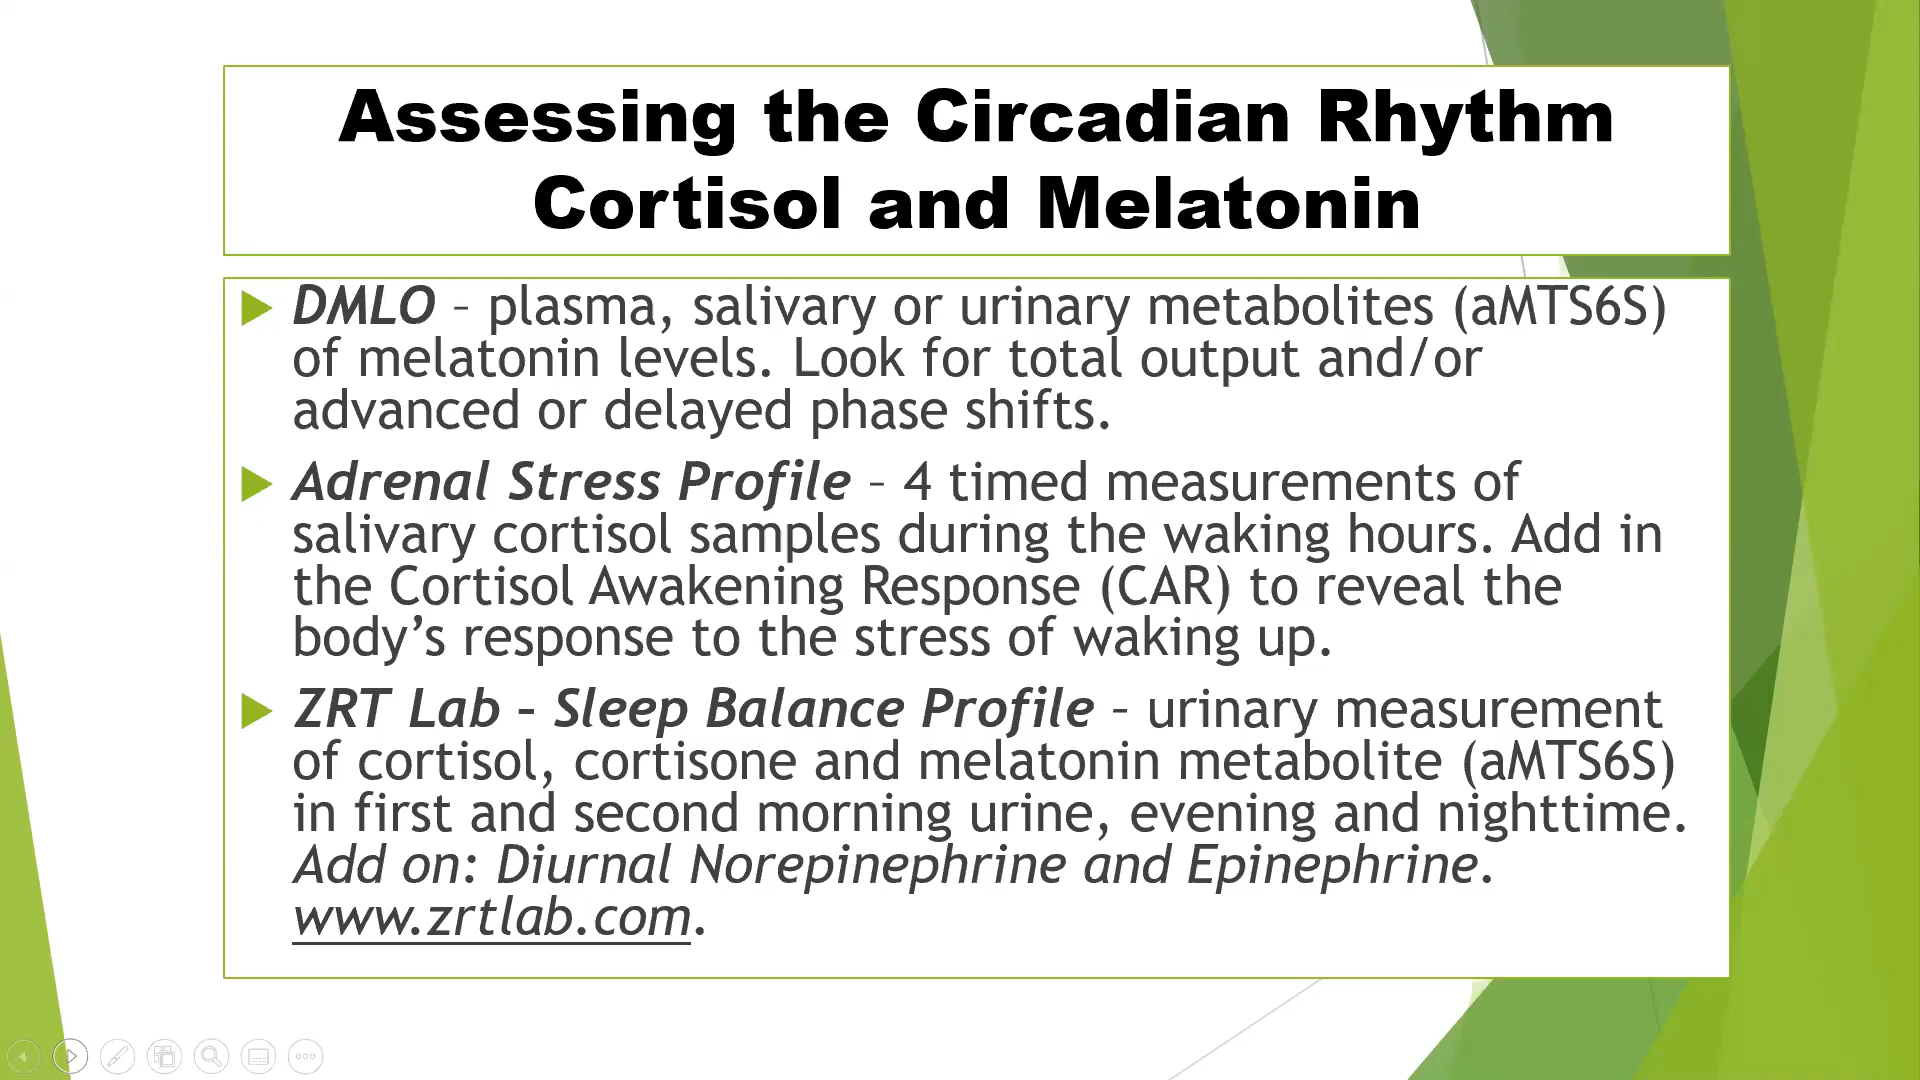 Assessing the Circadian Rhythm
Cortisol and Melatonin
DMLO – plasma, salivary or urinary metabolites (aMTS6S)
of melatonin levels. Look for total output and/or
advanced or delayed phase shifts.
Adrenal Stress Profile – 4 timed measurements of
salivary cortisol samples during the waking hours. Add in
the Cortisol Awakening Response (CAR) to reveal the
body’s response to the stress of waking up.
ZRT Lab – Sleep Balance Profile – urinary measurement
of cortisol, cortisone and melatonin metabolite (aMTS6S)
in first and second morning urine, evening and nighttime.
Add on: Diurnal Norepinephrine and Epinephrine.
www.zrtlab.com.